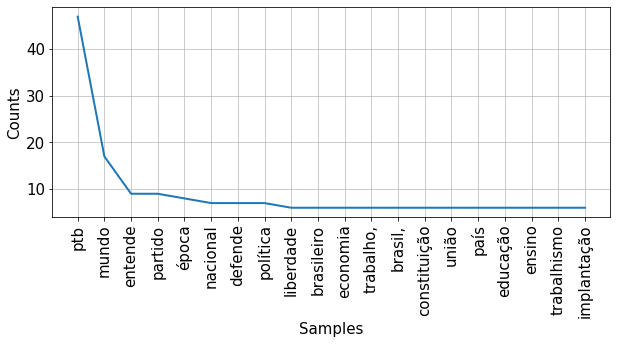 40
30
20
10
Counts
ptb
mundo
entende
partido
época
nacional
defende
política
liberdade
brasileiro
economia
trabalho,
brasil,
constituição
união
país
educação
ensino
trabalhismo
implantação
Samples